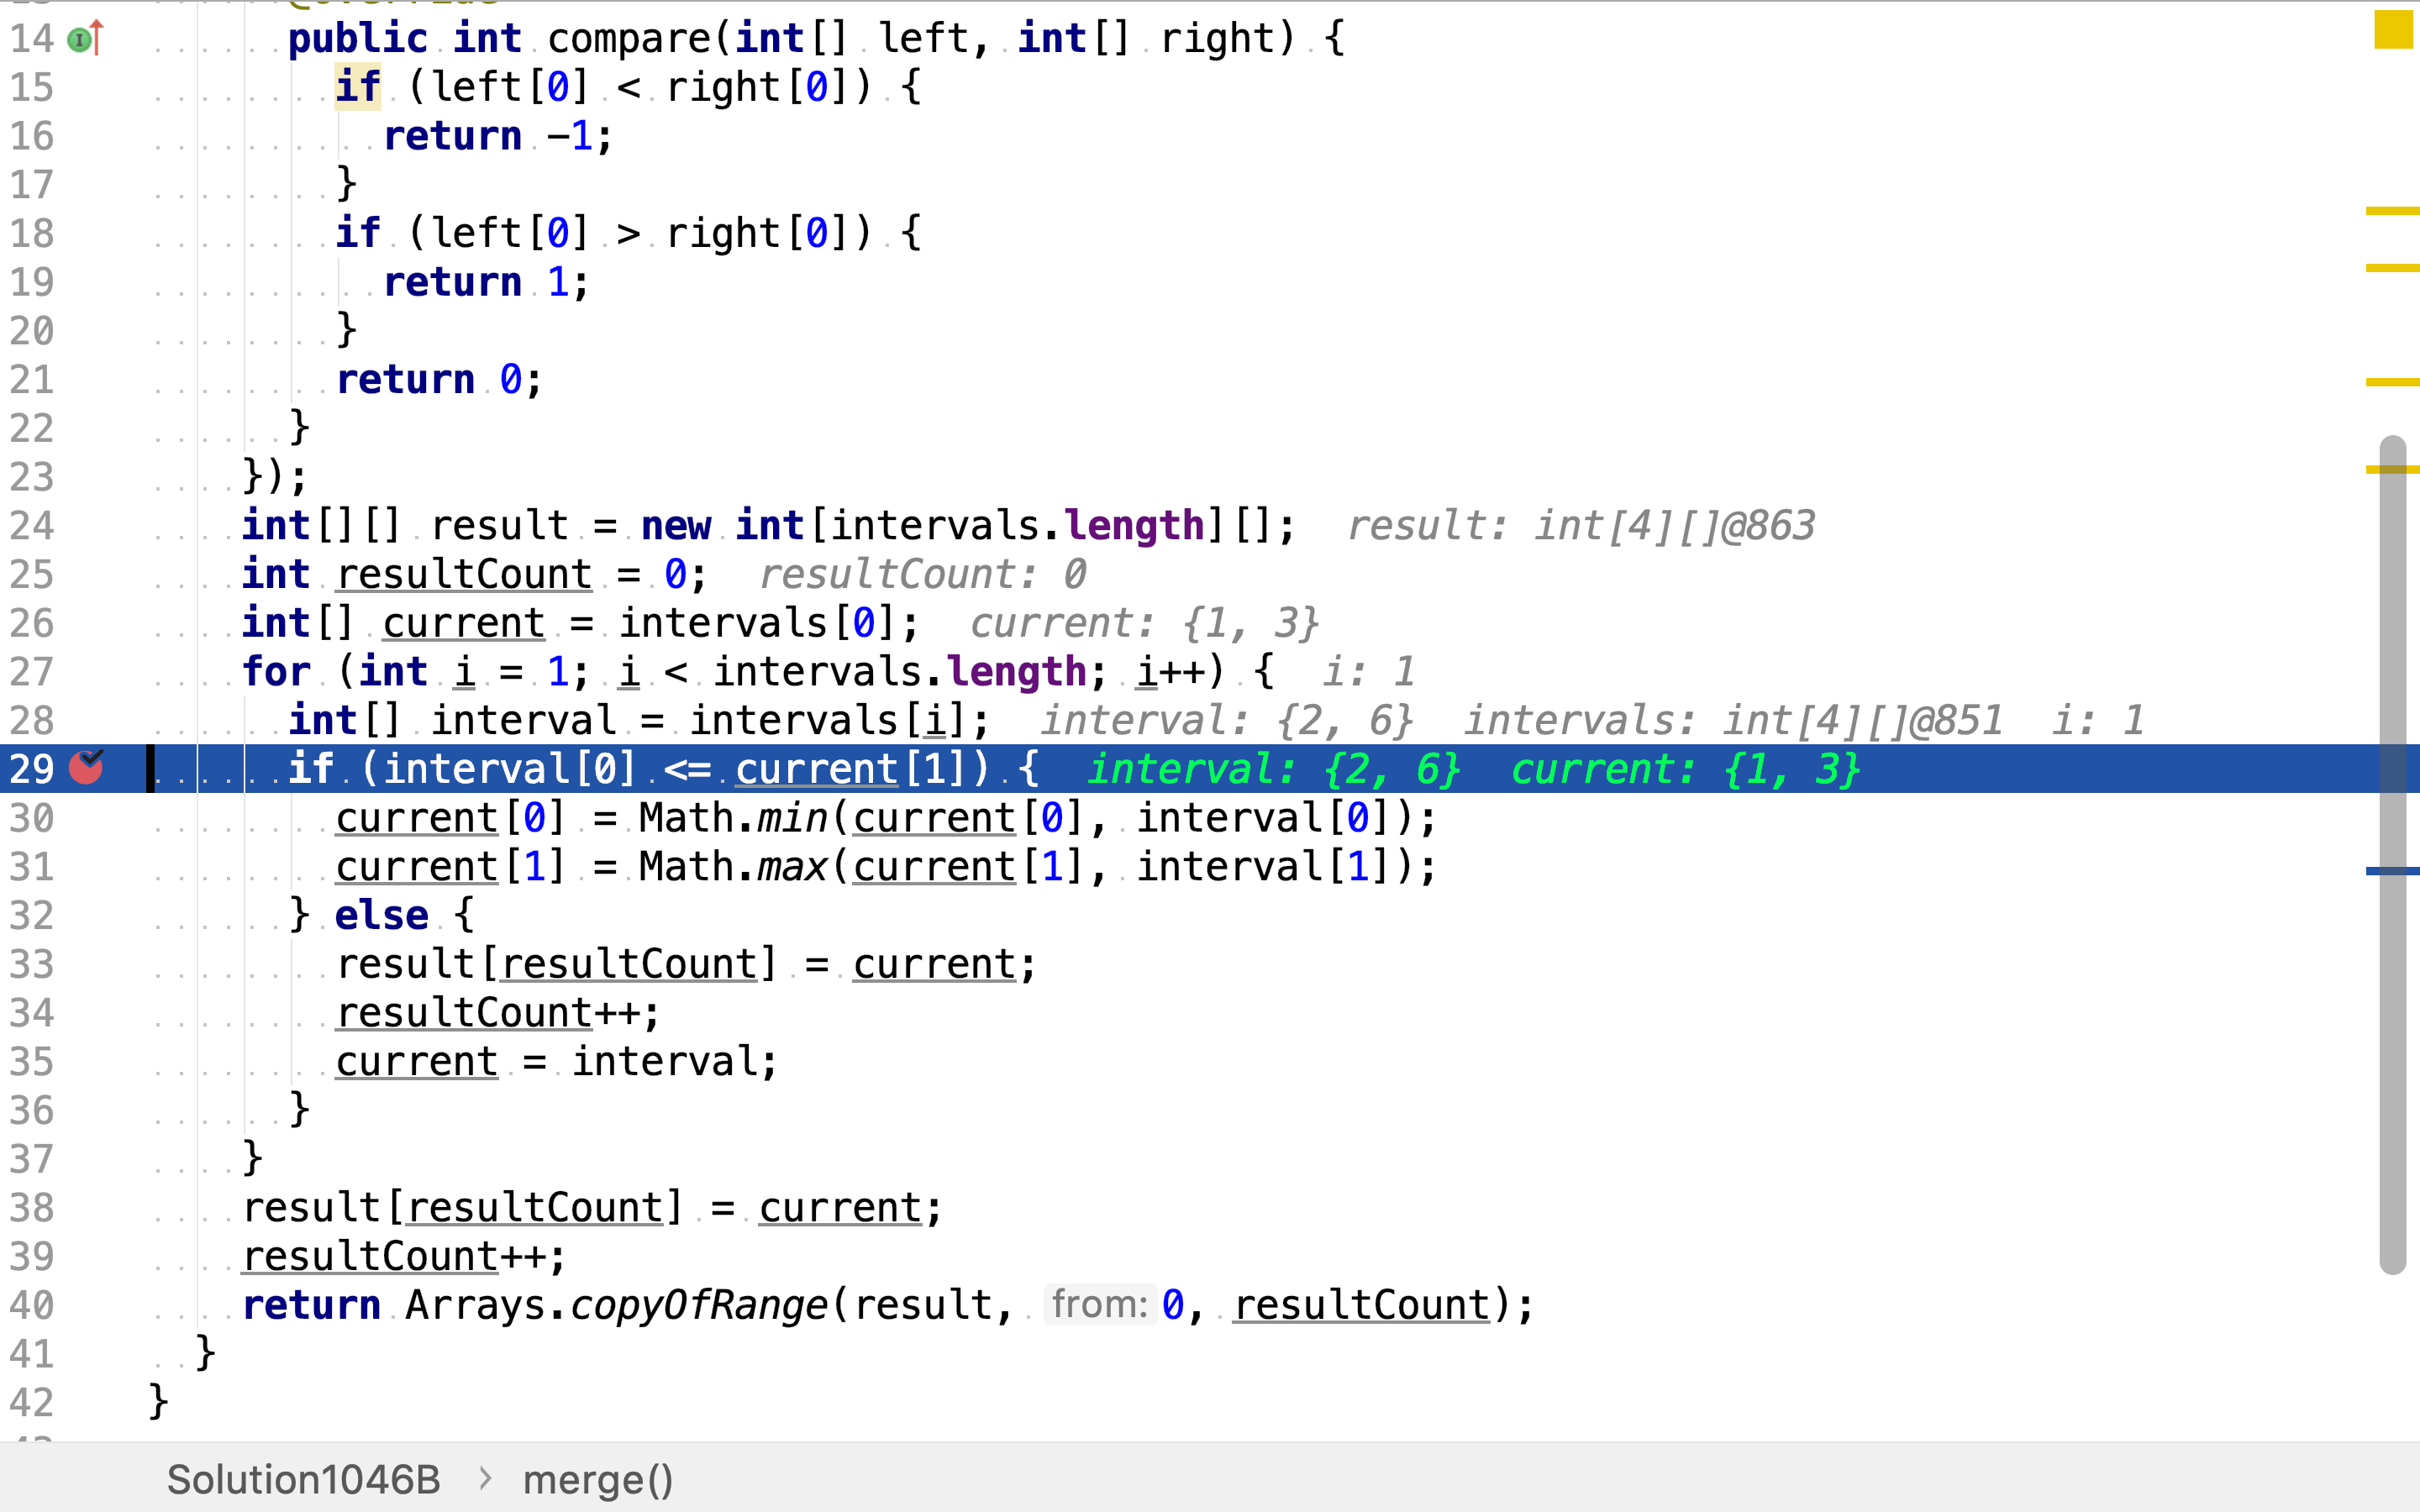 14 public int compare(int[] left, int[] right) {
15 if (left[0] < right[0]) {
16 return -1;
17 }
18 if (left[0] > right[0]) {
19 return 1;
20 }
21 return 0;
22 }
23 });
24 int[][] result = new int[intervals.length][]; result: int[4][]@863
25 int resultCount = 0; resultCount: 0
26 int[] current = intervals[0]; current: {1, 3}
27 for (int i = 1; i < intervals.length; i++) { i: 1
28 int[] interval = intervals[i]; interval: {2, 6} intervals: int[4][]@851 i: 1
29 if (interval[0] <= current[1]) { interval: {2, 6} current: {1, 3}
30 current[0] = Math.min(current[0], interval[0]);
31 current[1] = Math.max(current[1], interval[1]);
32 } else {
33 result[resultCount] = current;
34 resultCount++;
35 current = interval;
36 }
37 }
38 result[resultCount] = current;
39 resultCount++;
40 return Arrays.copyOfRange(result, from: 0, resultCount);
41 }
42 }
Solution1046B › merge()